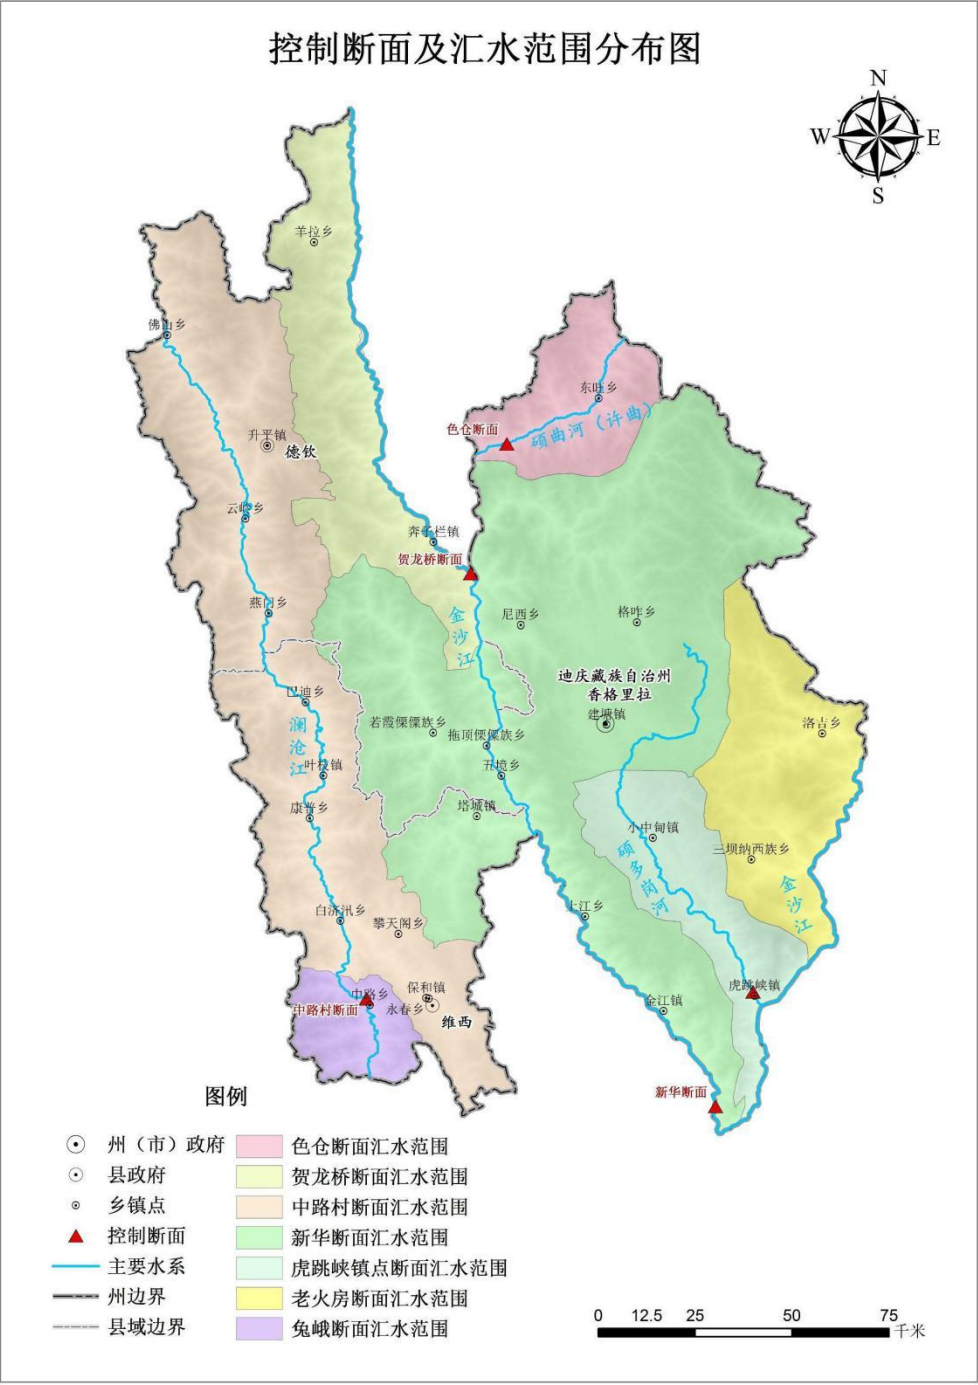 控制断面及汇水范围分布图
N
W
E
S
羊拉乡
佛山乡
东旺乡
硕曲河（许曲）
色仓断面
升平镇
德钦
云岭乡
奔子栏镇
贺龙桥断面
燕门乡
金沙江
尼西乡
格咱乡
迪庆藏族自治州
香格里拉
建塘镇
巴迪乡
澜沧江
若霞傈僳族乡
拖顶傈僳族乡
洛吉乡
叶枝镇
五境乡
康普乡
塔城镇
小中甸镇
三坝纳西族乡
硕多岗河
金沙江
白济汛乡
攀天阁乡
上江乡
中路乡
保和镇
永春乡
中路村断面
维西
虎跳峡镇
金江镇
新华断面
图例
州（市）政府
县政府
乡镇点
控制断面
主要水系
州边界
县域边界
色仓断面汇水范围
贺龙桥断面汇水范围
中路村断面汇水范围
新华断面汇水范围
虎跳峡镇点断面汇水范围
老火房断面汇水范围
兔峨断面汇水范围
0 12.5 25 50 75
千米